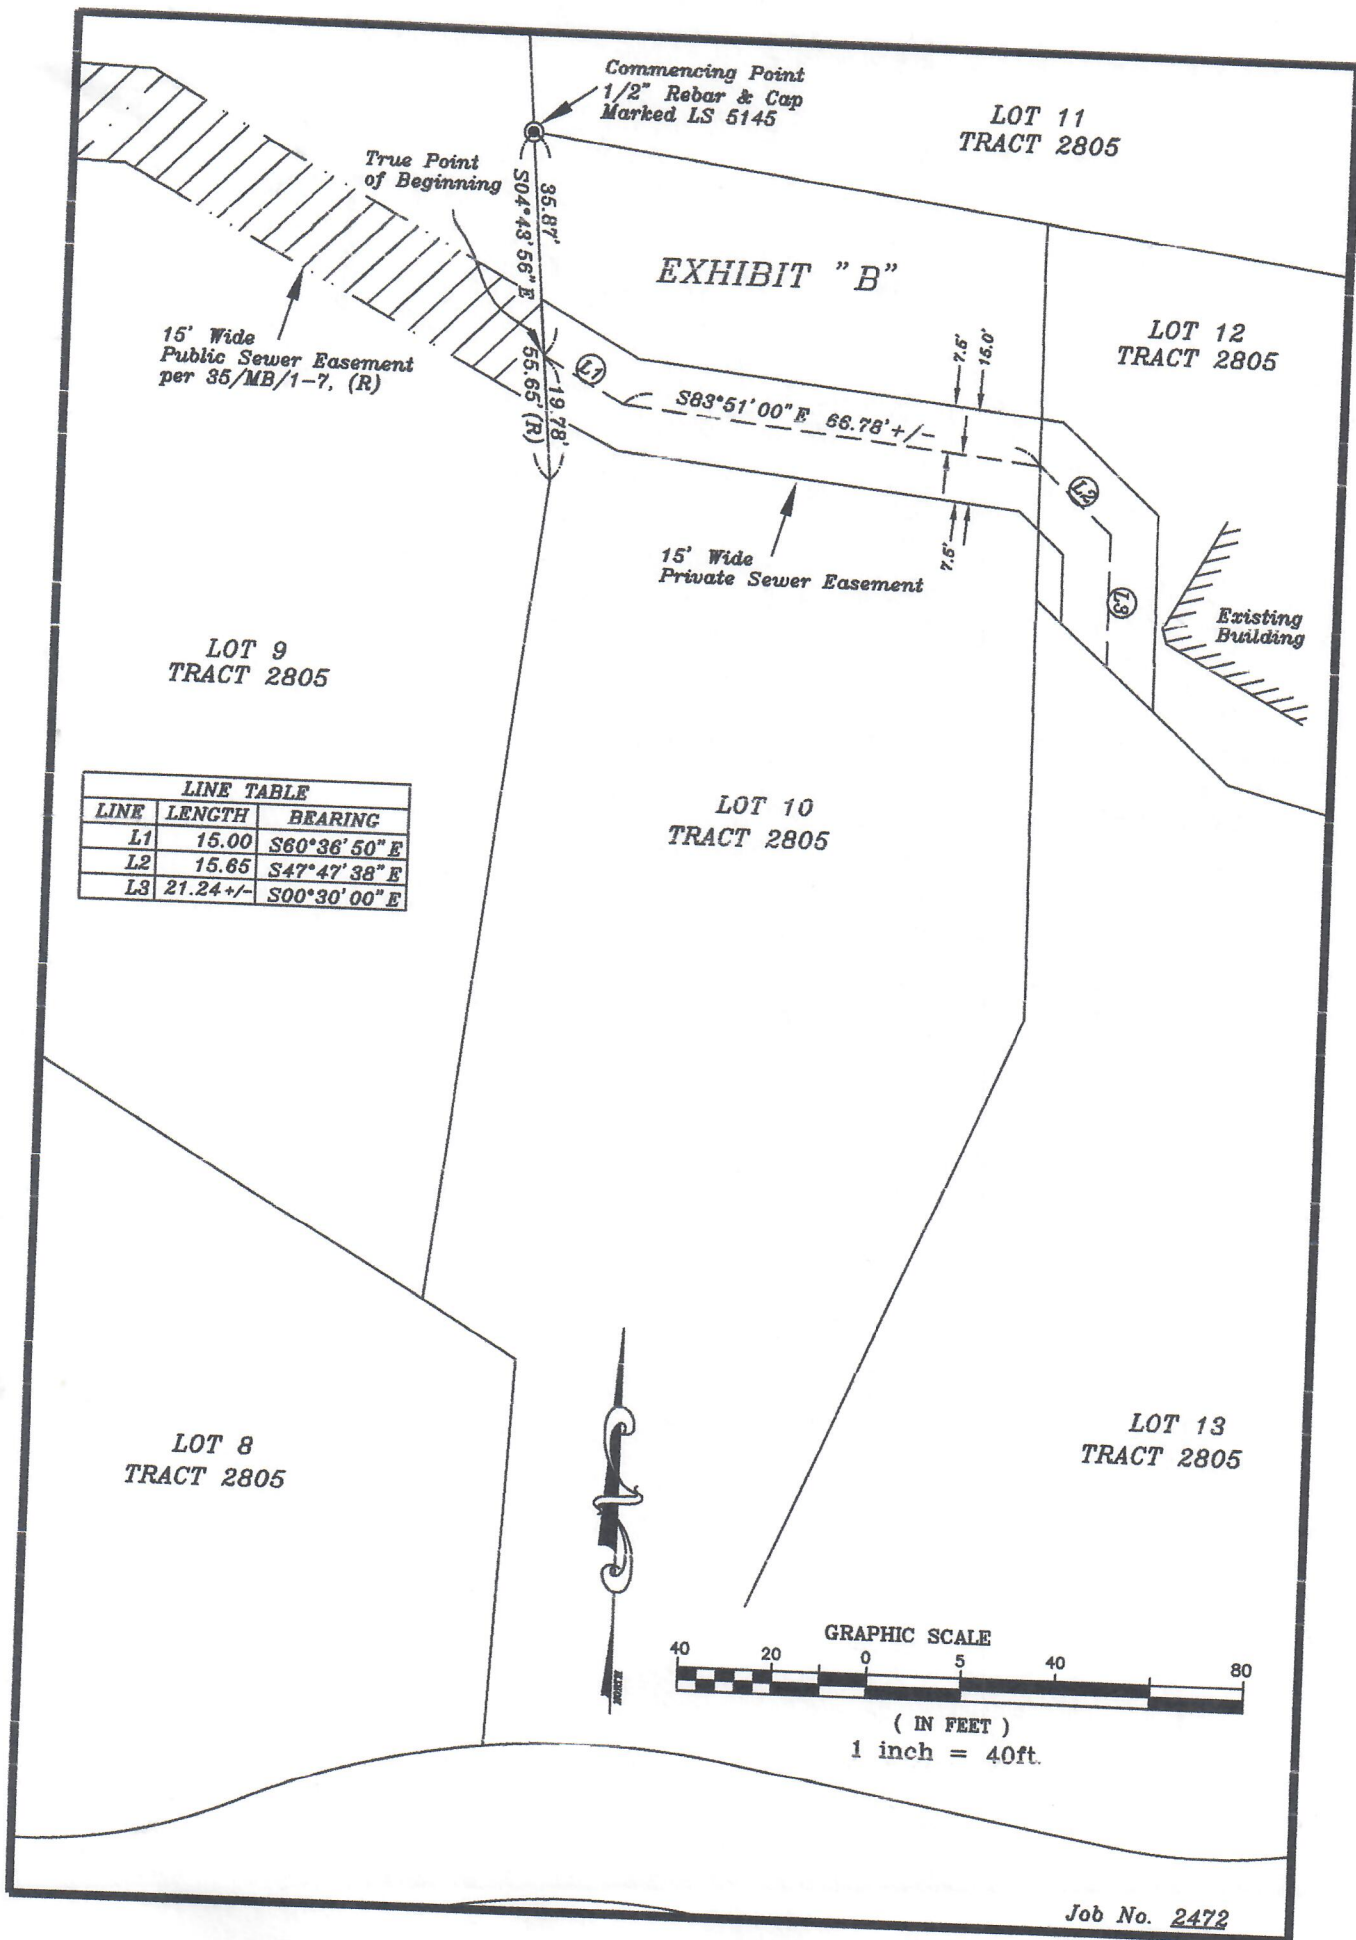 Commencing Point
1/2" Rebar & Cap
Marked LS 5145
LOT 11
TRACT 2805
True Point
of Beginning
35.87'
S04°43'56"E
EXHIBIT "B"
LOT 12
TRACT 2805
15' Wide
Public Sewer Easement
per 35/MB/1-7, (R)
L1
19.78'
55.65' (R)
S83°51'00"E 66.78'+/-
7.5'
15.0'
L2
7.5'
15' Wide
Private Sewer Easement
L3
Existing
Building
LOT 9
TRACT 2805
LINE TABLE
LINE LENGTH BEARING
L1 15.00 S60°36'50"E
L2 15.65 S47°47'38"E
L3 21.24+/- S00°30'00"E
LOT 10
TRACT 2805
LOT 8
TRACT 2805
LOT 13
TRACT 2805
NORTH
GRAPHIC SCALE
40 20 0 5 40 80
( IN FEET )
1 inch = 40ft.
Job No. 2472